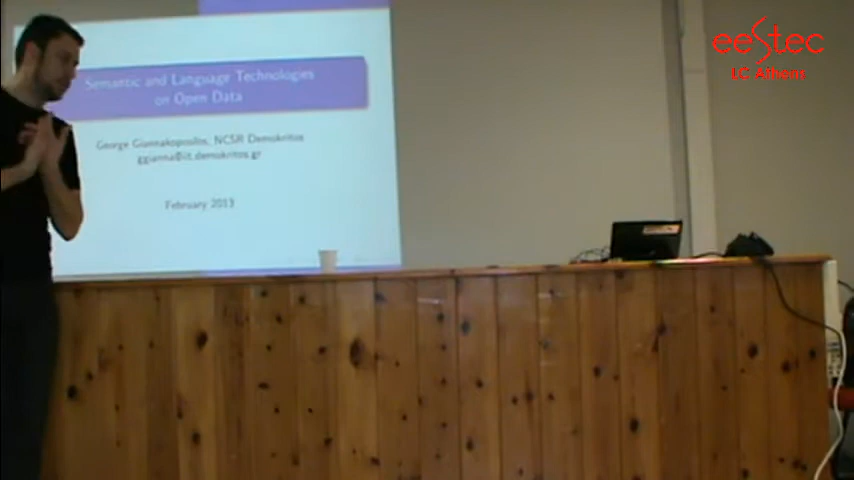 Semantic and Language Technologies
on Open Data
George Giannakopoulos, NCSR Demokritos
ggianna@iit.demokritos.gr
February 2013
eestec
LC Athens